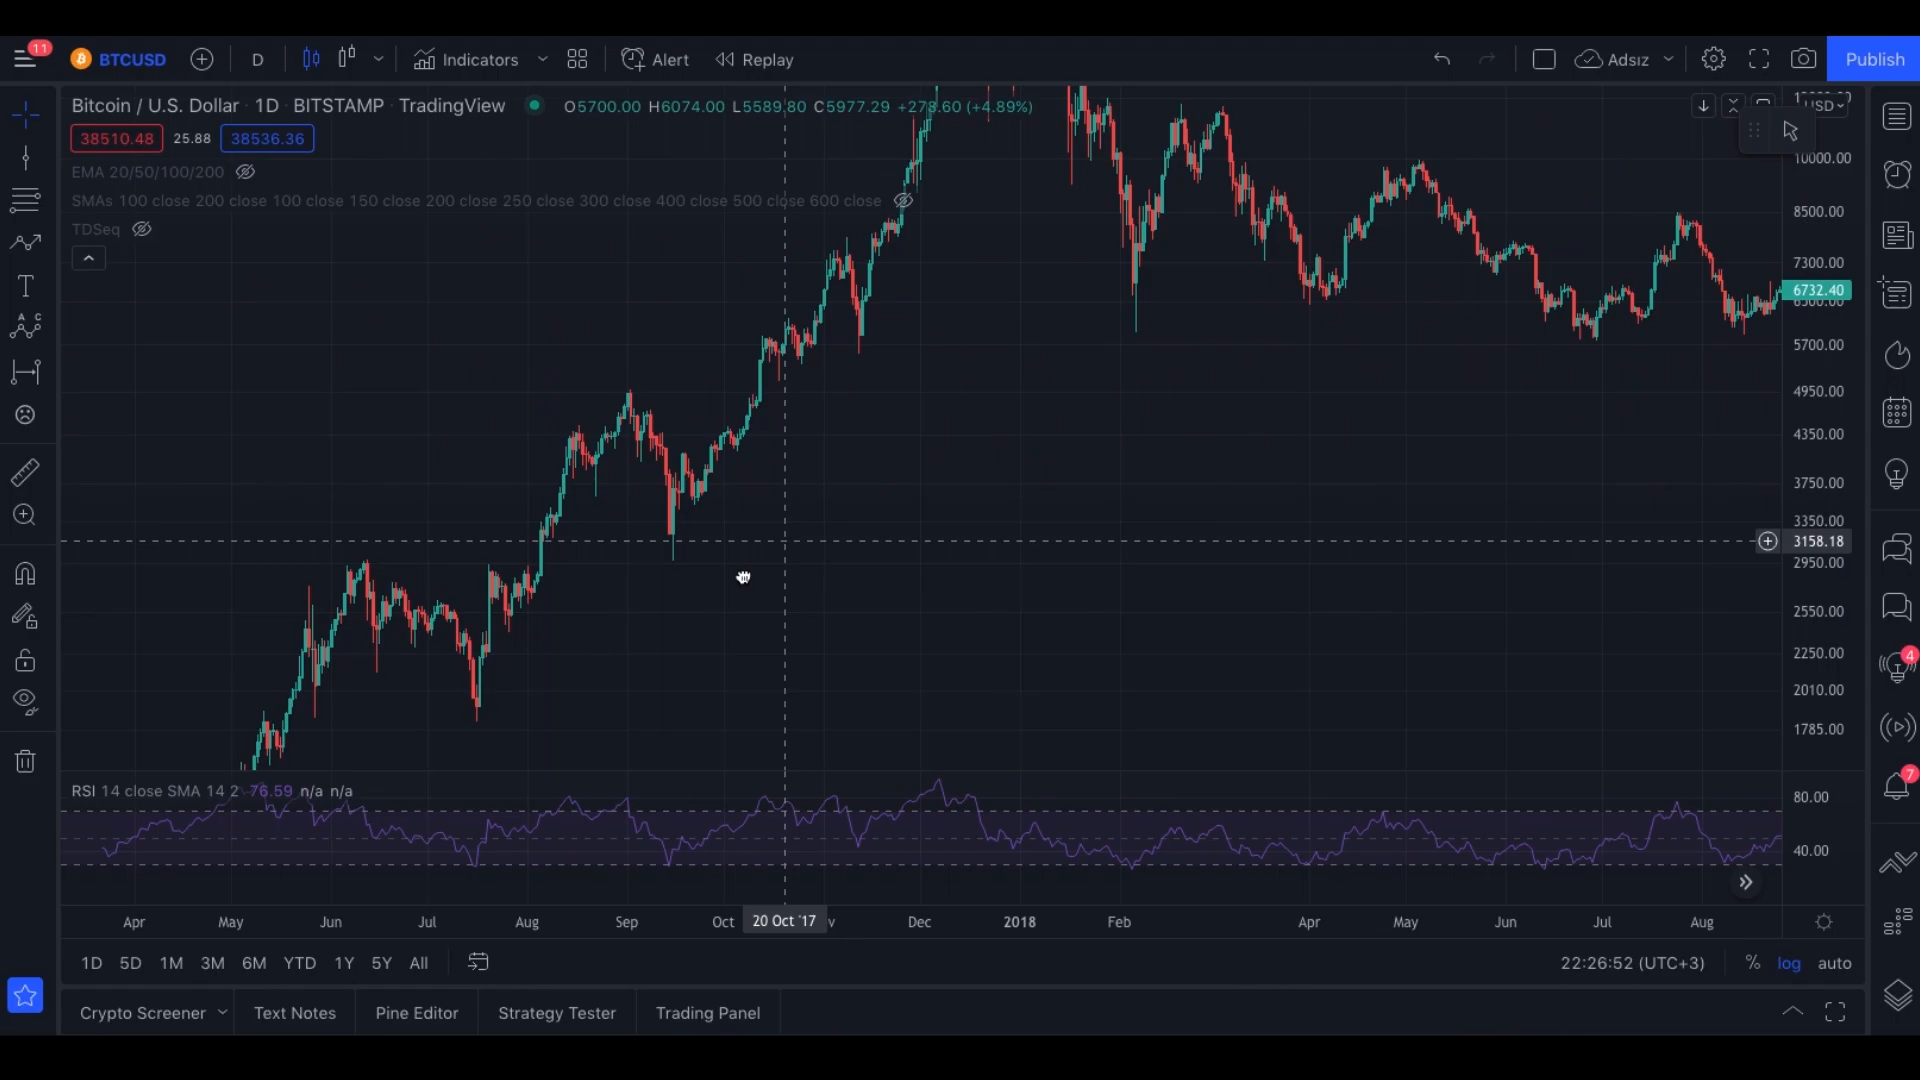 11 BTCUSD D Indicators Alert Replay Adsız Publish
Bitcoin / U.S. Dollar · 1D · BITSTAMP · TradingView O5700.00 H6074.00 L5589.80 C5977.29 +278.60 (+4.89%)
USD
38510.48 25.88 38536.36
EMA 20/50/100/200
SMAs 100 close 200 close 100 close 150 close 200 close 250 close 300 close 400 close 500 close 600 close
TDSeq
10000.00
8500.00
7300.00
6732.40
6500.00
5700.00
4950.00
4350.00
3750.00
3350.00
3158.18
2950.00
2550.00
2250.00
2010.00
1785.00
4
7
RSI 14 close SMA 14 2 76.59 n/a n/a
80.00
40.00
Apr May Jun Jul Aug Sep Oct 20 Oct '17 v Dec 2018 Feb Apr May Jun Jul Aug
1D 5D 1M 3M 6M YTD 1Y 5Y All 22:26:52 (UTC+3) % log auto
Crypto Screener Text Notes Pine Editor Strategy Tester Trading Panel